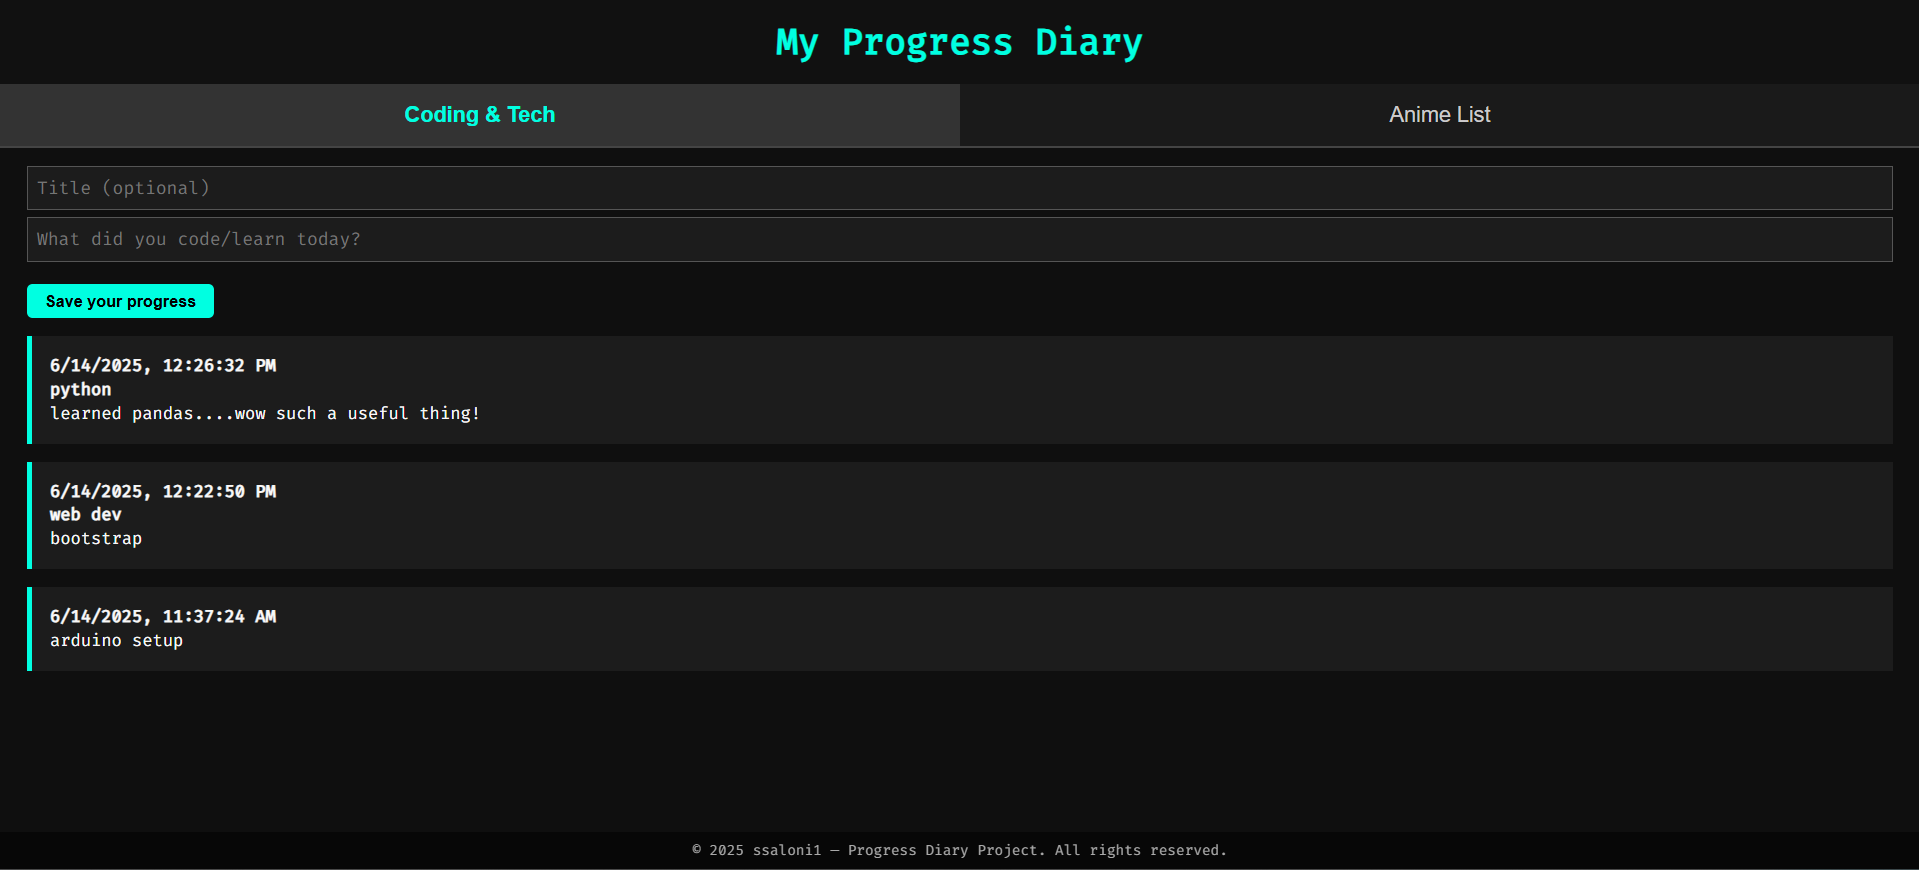 My Progress Diary
Coding & Tech
Anime List
Title (optional)
What did you code/learn today?
Save your progress
6/14/2025, 12:26:32 PM
python
learned pandas....wow such a useful thing!
6/14/2025, 12:22:50 PM
web dev
bootstrap
6/14/2025, 11:37:24 AM
arduino setup
© 2025 ssaloni1 — Progress Diary Project. All rights reserved.